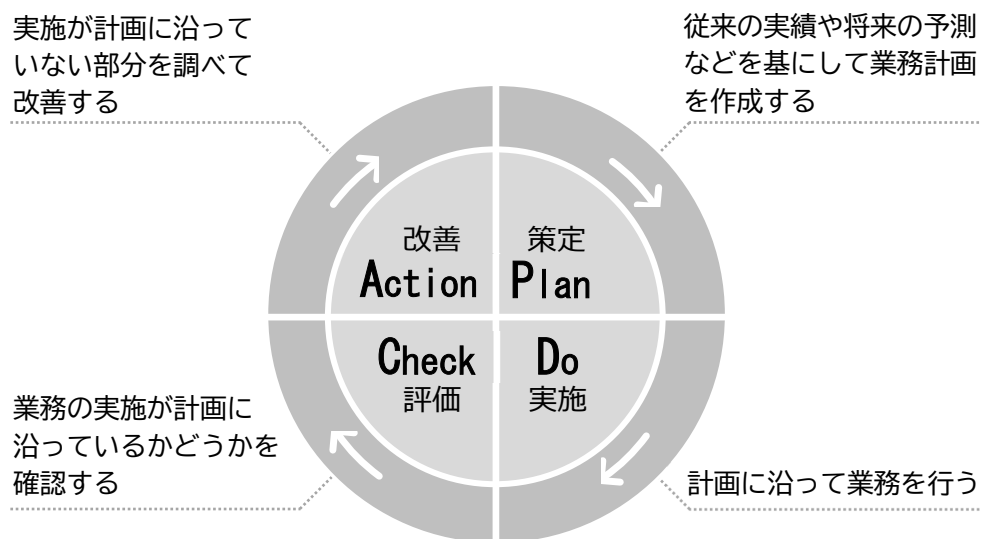 実施が計画に沿って
いない部分を調べて
改善する
従来の実績や将来の予測
などを基にして業務計画
を作成する
改善
Action
策定
Plan
Check
評価
Do
実施
業務の実施が計画に
沿っているかどうかを
確認する
計画に沿って業務を行う